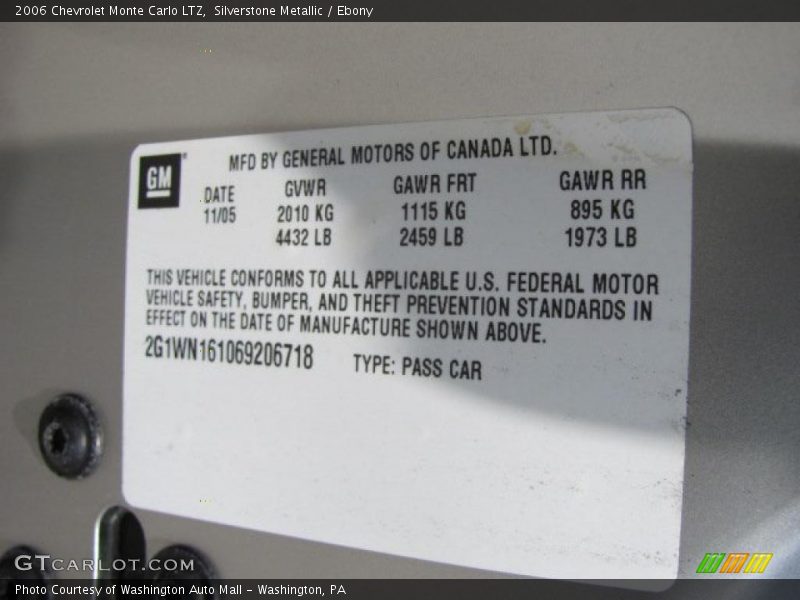 2006 Chevrolet Monte Carlo LTZ, Silverstone Metallic / Ebony
GM
MFD BY GENERAL MOTORS OF CANADA LTD.
DATE GVWR GAWR FRT GAWR RR
11/05 2010 KG 1115 KG 895 KG
4432 LB 2459 LB 1973 LB
THIS VEHICLE CONFORMS TO ALL APPLICABLE U.S. FEDERAL MOTOR
VEHICLE SAFETY, BUMPER, AND THEFT PREVENTION STANDARDS IN
EFFECT ON THE DATE OF MANUFACTURE SHOWN ABOVE.
2G1WN161069206718 TYPE: PASS CAR
GTCARLOT.COM
Photo Courtesy of Washington Auto Mall - Washington, PA